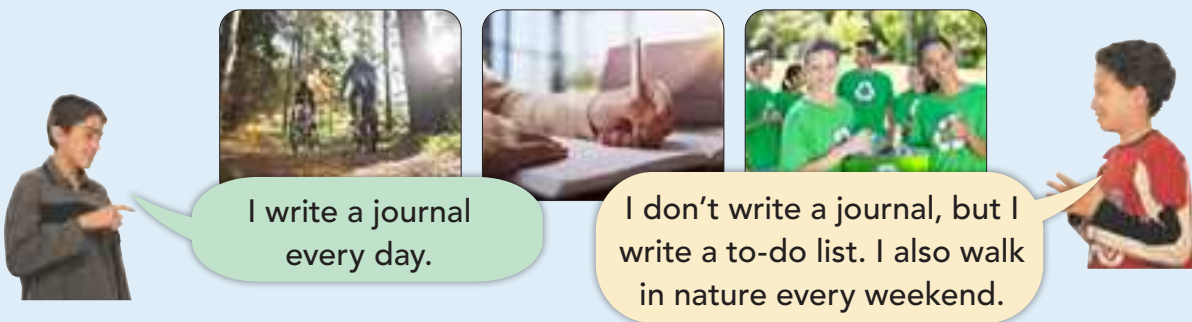 I write a journal
every day.
I don't write a journal, but I
write a to-do list. I also walk
in nature every weekend.